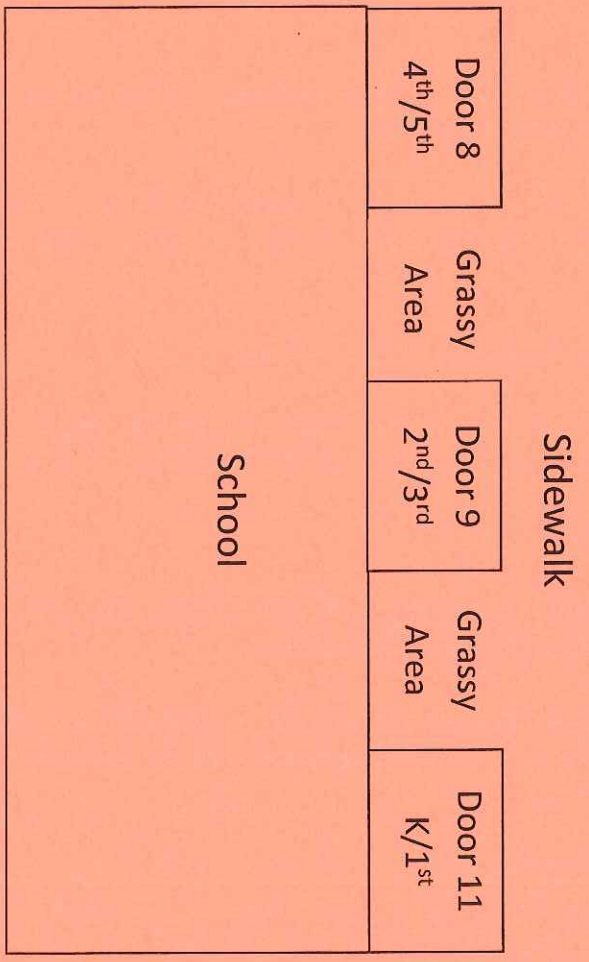 Sidewalk
Door 8
4th/5th
Grassy
Area
Door 9
2nd/3rd
Grassy
Area
Door 11
K/1st
School